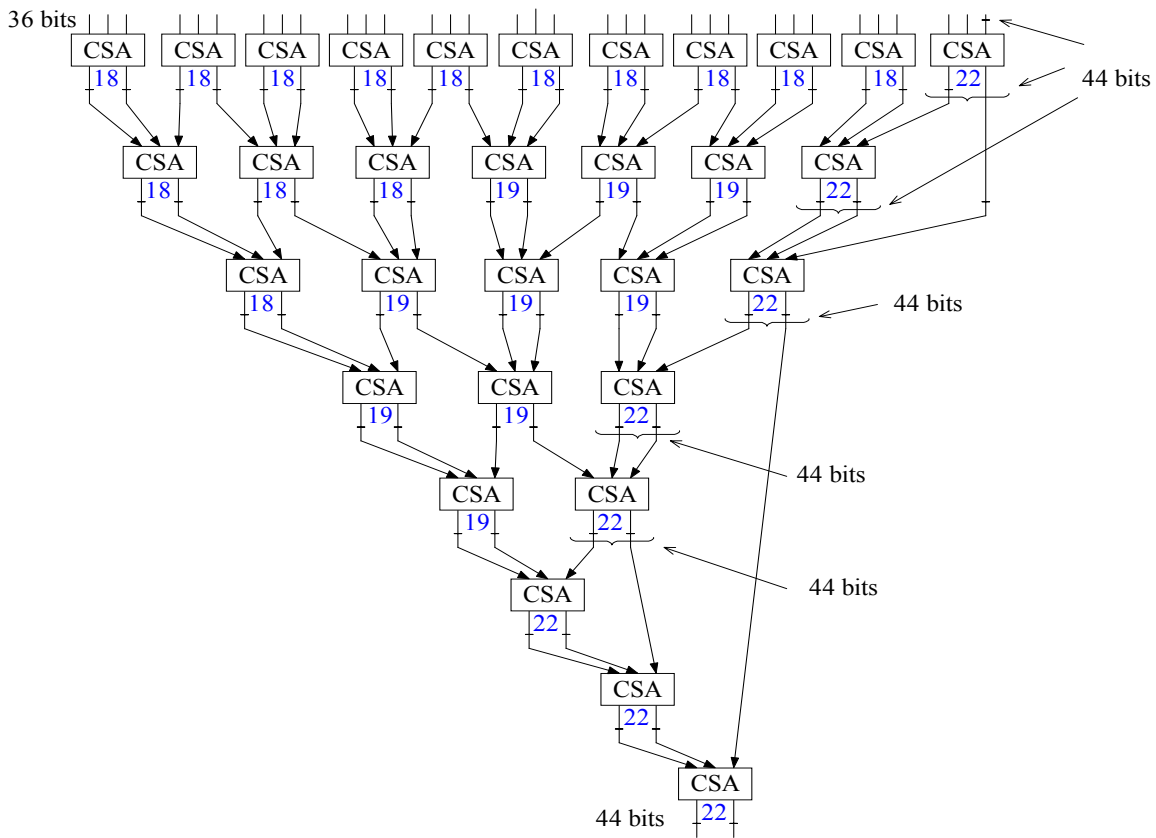 36 bits
CSA CSA CSA CSA CSA CSA CSA CSA CSA CSA CSA
18 18 18 18 18 18 18 18 18 18 22
44 bits
CSA CSA CSA CSA CSA CSA CSA
18 18 18 19 19 19 22
CSA CSA CSA CSA CSA
18 19 19 19 22
44 bits
CSA CSA CSA
19 19 22
44 bits
CSA CSA
19 22
44 bits
CSA
22
CSA
22
CSA
44 bits 22